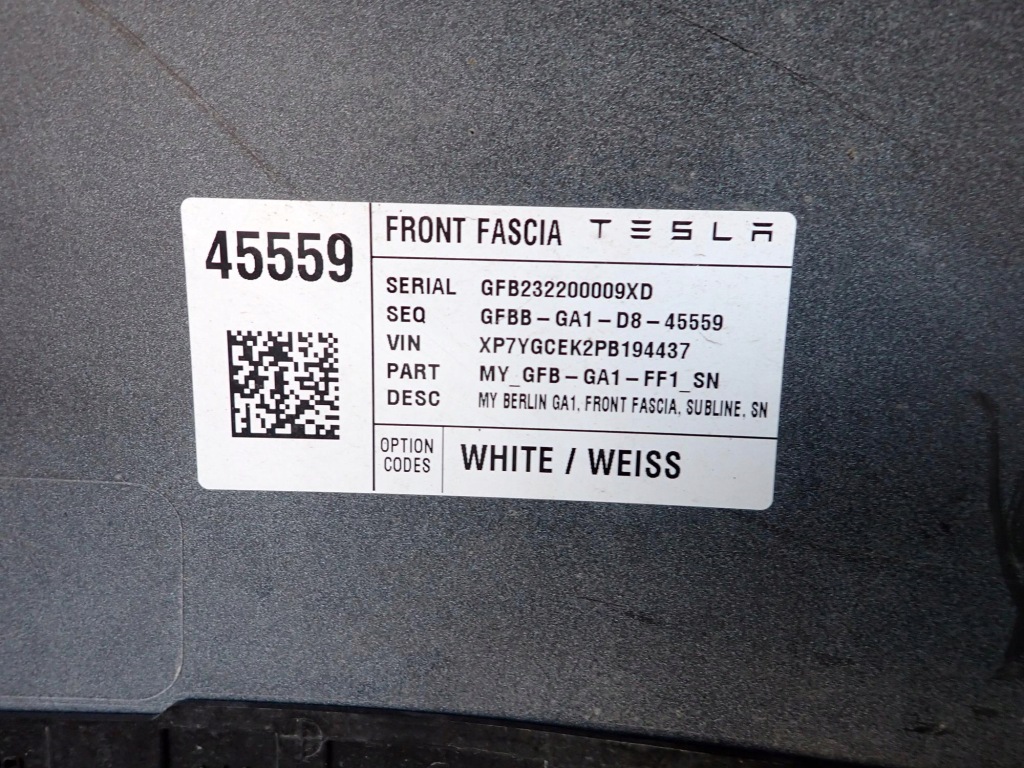 45559
FRONT FASCIA TESLA
SERIAL GFB232200009XD
SEQ GFBB-GA1-D8-45559
VIN XP7YGCEK2PB194437
PART MY_GFB-GA1-FF1_SN
DESC MY BERLIN GA1, FRONT FASCIA, SUBLINE, SN
OPTION CODES WHITE / WEISS